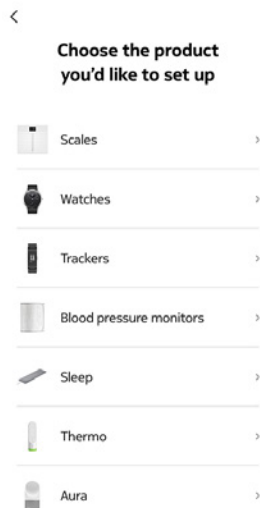 Choose the product
you'd like to set up
Scales
Watches
Trackers
Blood pressure monitors
Sleep
Thermo
Aura